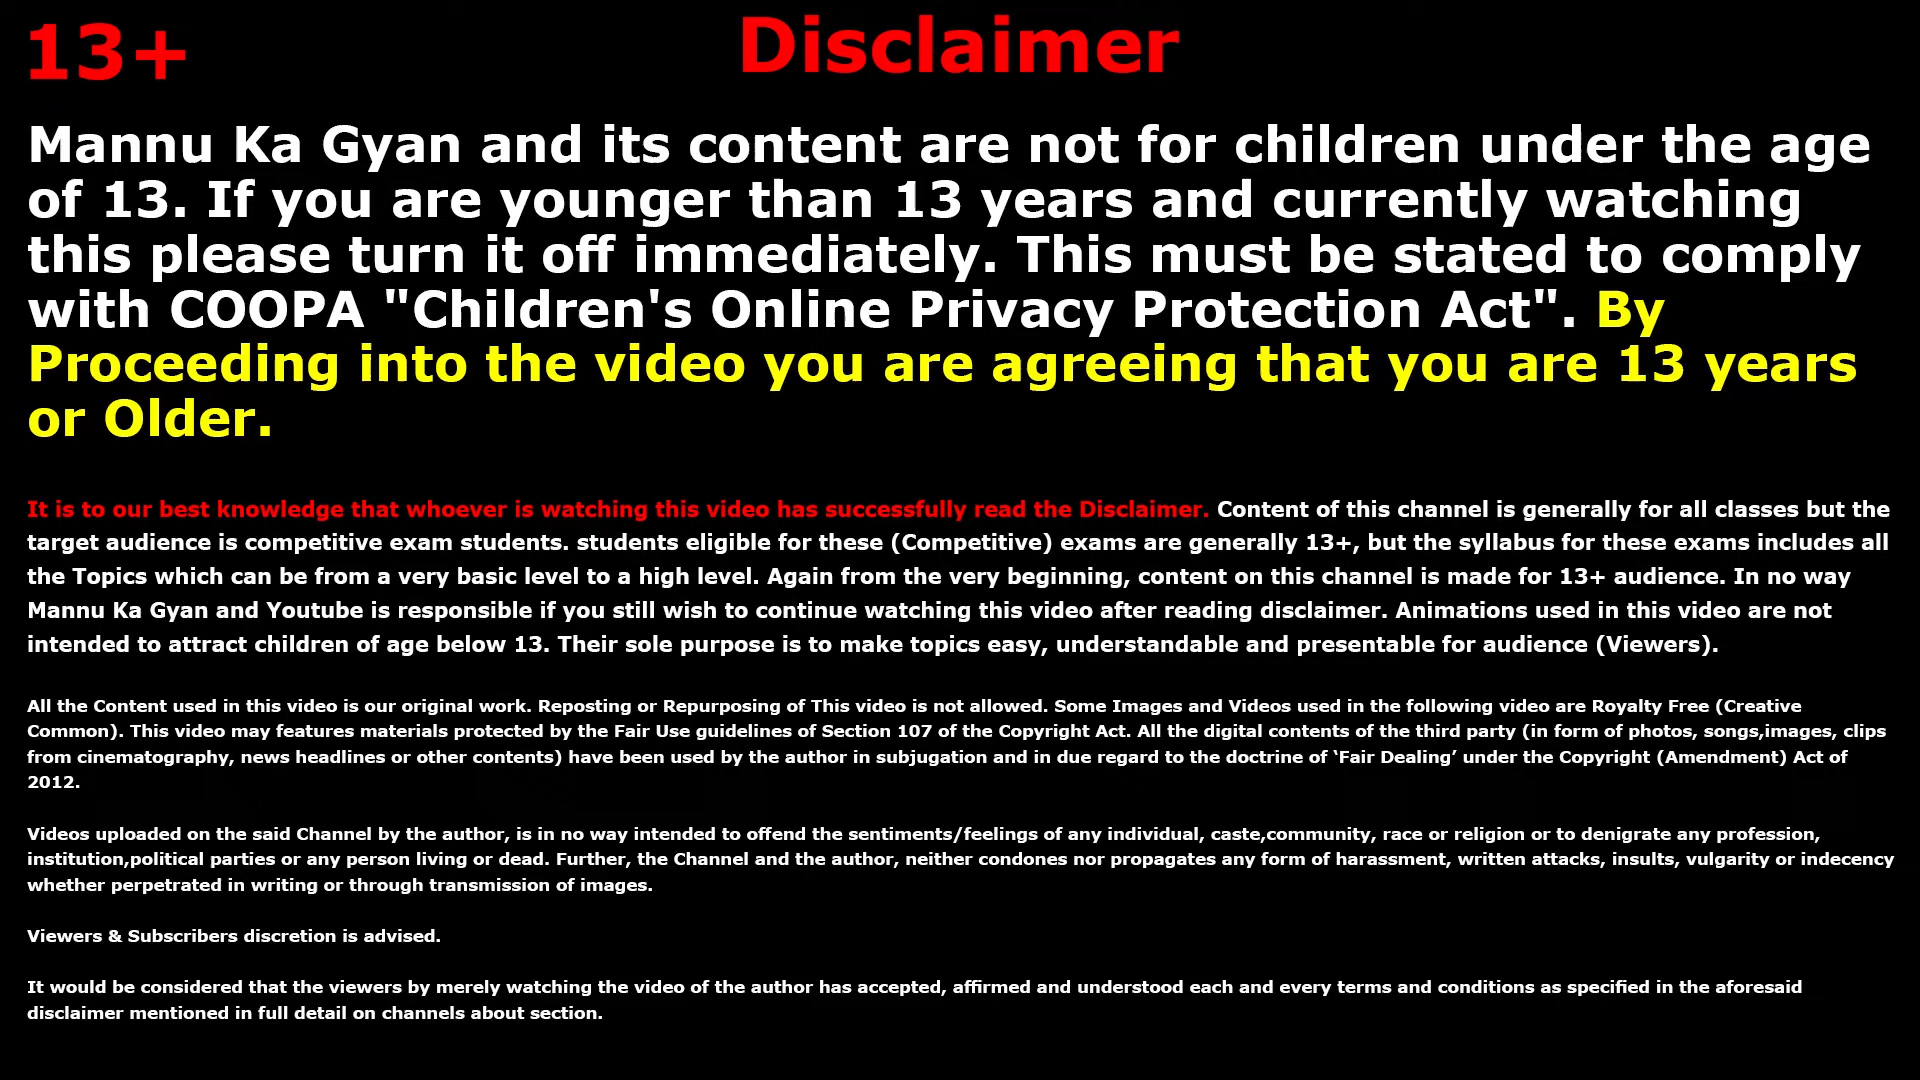 13+
Disclaimer
Mannu Ka Gyan and its content are not for children under the age
of 13. If you are younger than 13 years and currently watching
this please turn it off immediately. This must be stated to comply
with COOPA "Children's Online Privacy Protection Act". By
Proceeding into the video you are agreeing that you are 13 years
or Older.
It is to our best knowledge that whoever is watching this video has successfully read the Disclaimer. Content of this channel is generally for all classes but the
target audience is competitive exam students. students eligible for these (Competitive) exams are generally 13+, but the syllabus for these exams includes all
the Topics which can be from a very basic level to a high level. Again from the very beginning, content on this channel is made for 13+ audience. In no way
Mannu Ka Gyan and Youtube is responsible if you still wish to continue watching this video after reading disclaimer. Animations used in this video are not
intended to attract children of age below 13. Their sole purpose is to make topics easy, understandable and presentable for audience (Viewers).
All the Content used in this video is our original work. Reposting or Repurposing of This video is not allowed. Some Images and Videos used in the following video are Royalty Free (Creative
Common). This video may features materials protected by the Fair Use guidelines of Section 107 of the Copyright Act. All the digital contents of the third party (in form of photos, songs,images, clips
from cinematography, news headlines or other contents) have been used by the author in subjugation and in due regard to the doctrine of ‘Fair Dealing’ under the Copyright (Amendment) Act of
2012.
Videos uploaded on the said Channel by the author, is in no way intended to offend the sentiments/feelings of any individual, caste,community, race or religion or to denigrate any profession,
institution,political parties or any person living or dead. Further, the Channel and the author, neither condones nor propagates any form of harassment, written attacks, insults, vulgarity or indecency
whether perpetrated in writing or through transmission of images.
Viewers & Subscribers discretion is advised.
It would be considered that the viewers by merely watching the video of the author has accepted, affirmed and understood each and every terms and conditions as specified in the aforesaid
disclaimer mentioned in full detail on channels about section.